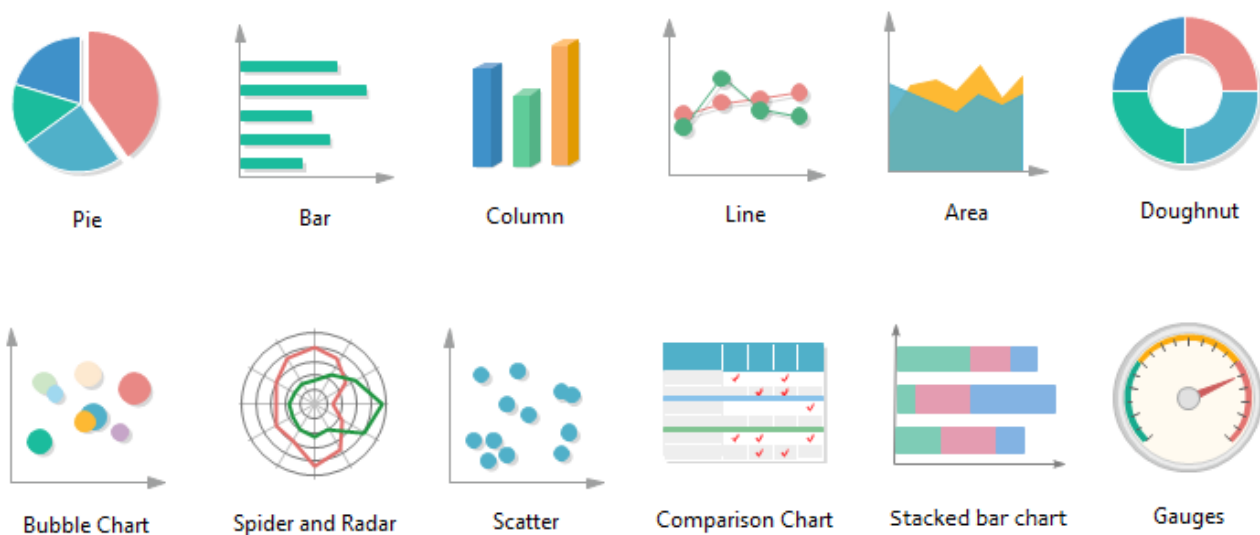 Pie
Bar
Column
Line
Area
Doughnut
Bubble Chart
Spider and Radar
Scatter
Comparison Chart
Stacked bar chart
Gauges